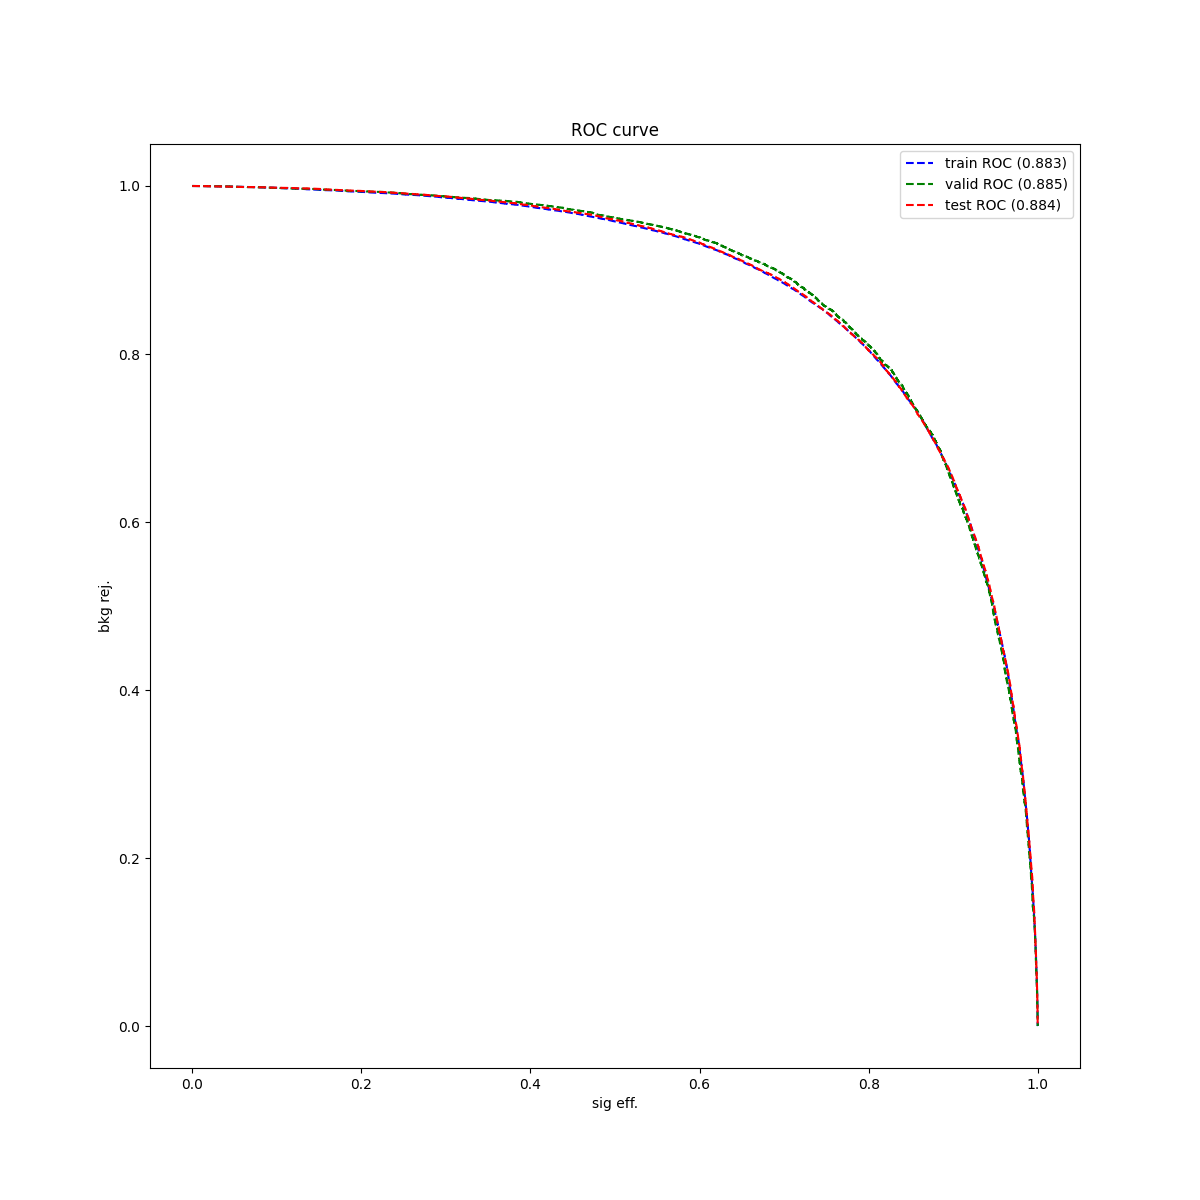 ROC curve
train ROC (0.883)
valid ROC (0.885)
test ROC (0.884)
1.0
0.8
0.6
0.4
0.2
0.0
bkg rej.
0.0 0.2 0.4 0.6 0.8 1.0
sig eff.